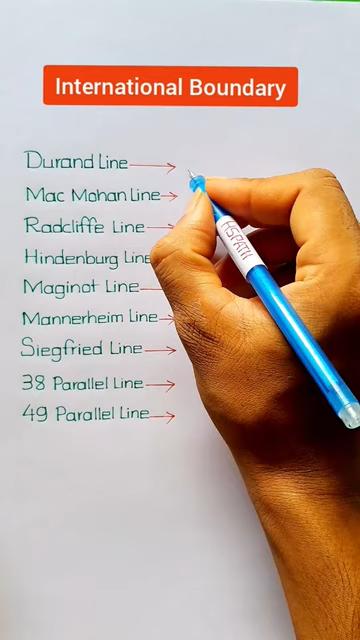 International Boundary
Durand Line
Mac Mohan Line
Radcliffe Line
Hindenburg Line
Maginot Line
Mannerheim Line
Siegfried Line
38 Parallel Line
49 Parallel Line
HSPATH